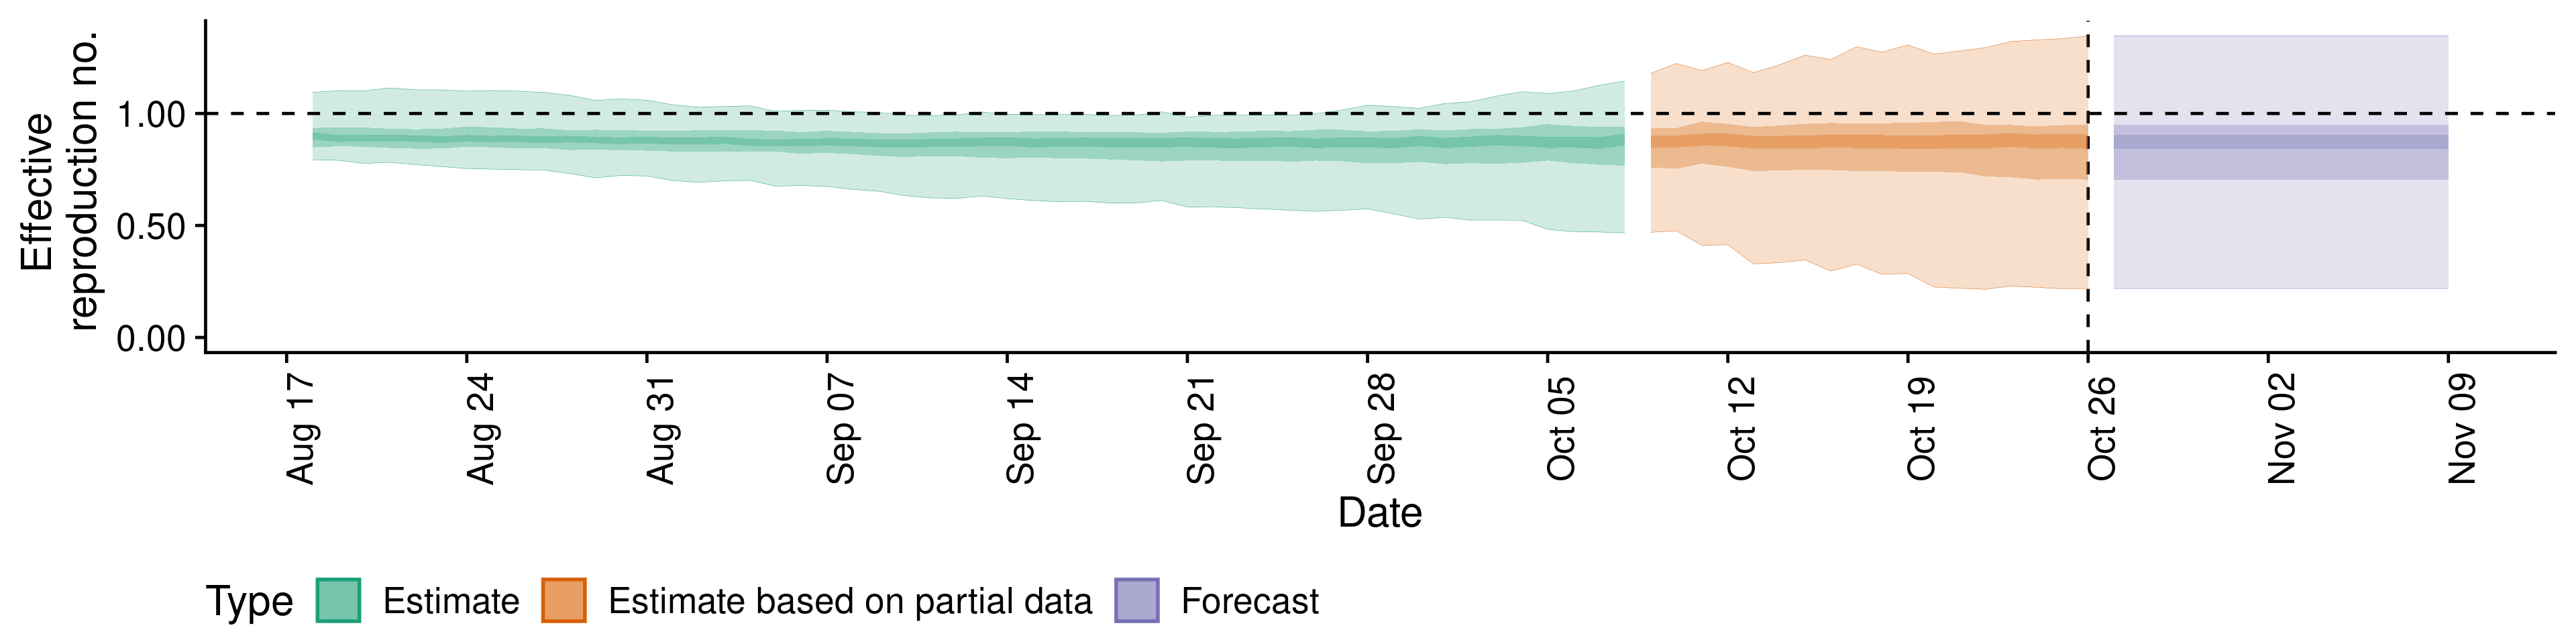 Effective
reproduction no.
1.00
0.50
0.00
Aug 17
Aug 24
Aug 31
Sep 07
Sep 14
Sep 21
Sep 28
Oct 05
Oct 12
Oct 19
Oct 26
Nov 02
Nov 09
Date
Type Estimate Estimate based on partial data Forecast